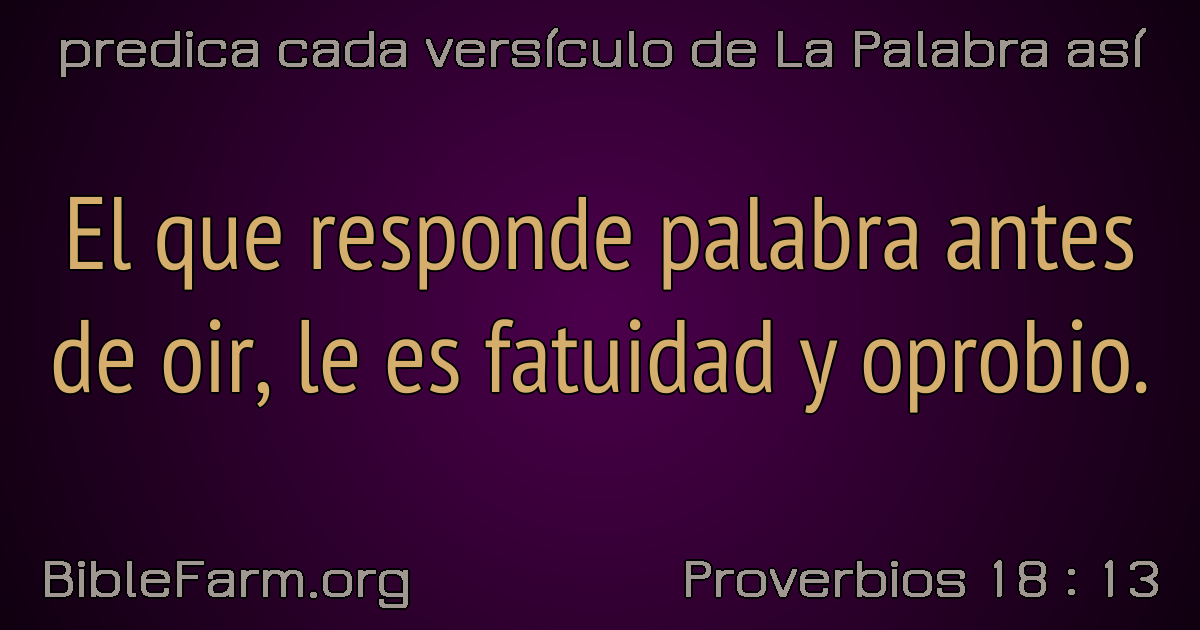 predica cada versículo de La Palabra así
El que responde palabra antes
de oir, le es fatuidad y oprobio.
BibleFarm.org
Proverbios 18 : 13